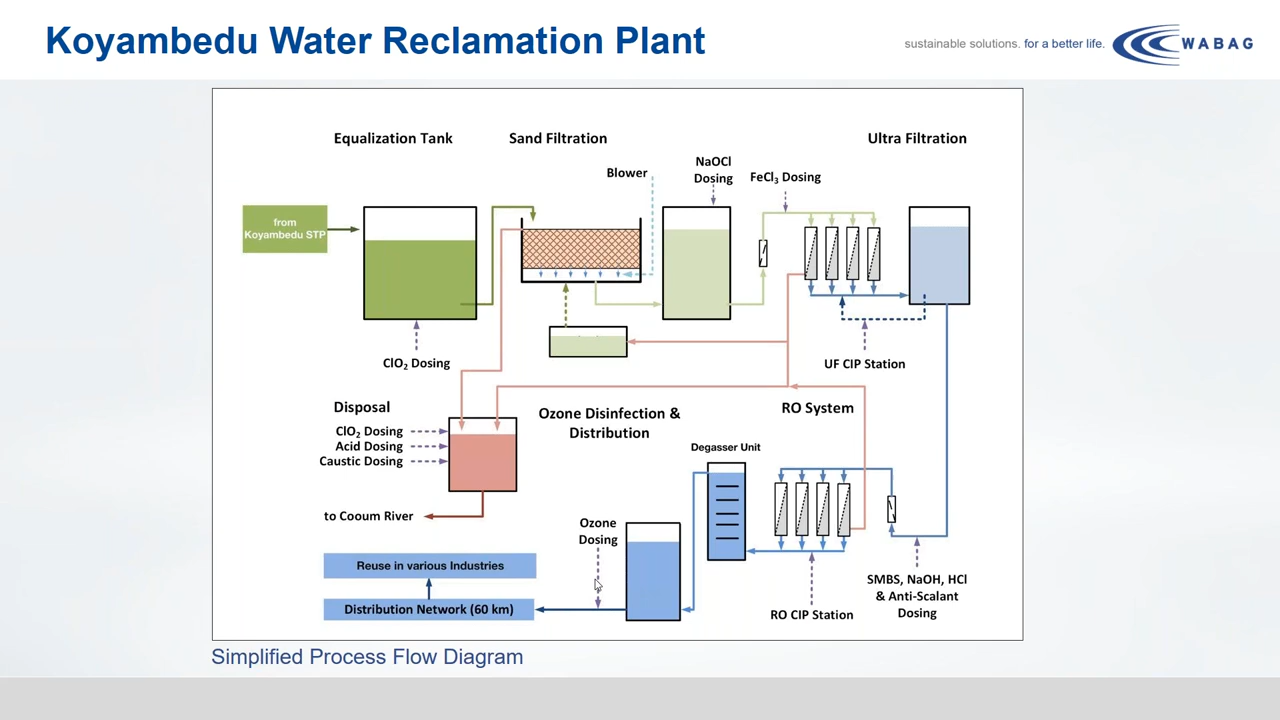 Koyambedu Water Reclamation Plant
sustainable solutions. for a better life.
WABAG
Equalization Tank
Sand Filtration
Ultra Filtration
Blower
NaOCl
Dosing
FeCl₃ Dosing
from
Koyambedu STP
ClO₂ Dosing
UF CIP Station
Disposal
Ozone Disinfection &
Distribution
RO System
ClO₂ Dosing
Acid Dosing
Caustic Dosing
Degasser Unit
to Cooum River
Ozone
Dosing
Reuse in various Industries
Distribution Network (60 km)
RO CIP Station
SMBS, NaOH, HCl
& Anti-Scalant
Dosing
Simplified Process Flow Diagram